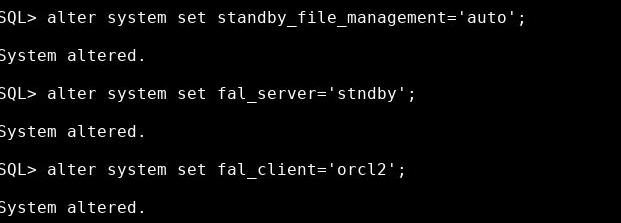 SQL> alter system set standby_file_management='auto';
System altered.
SQL> alter system set fal_server='stndby';
System altered.
SQL> alter system set fal_client='orcl2';
System altered.